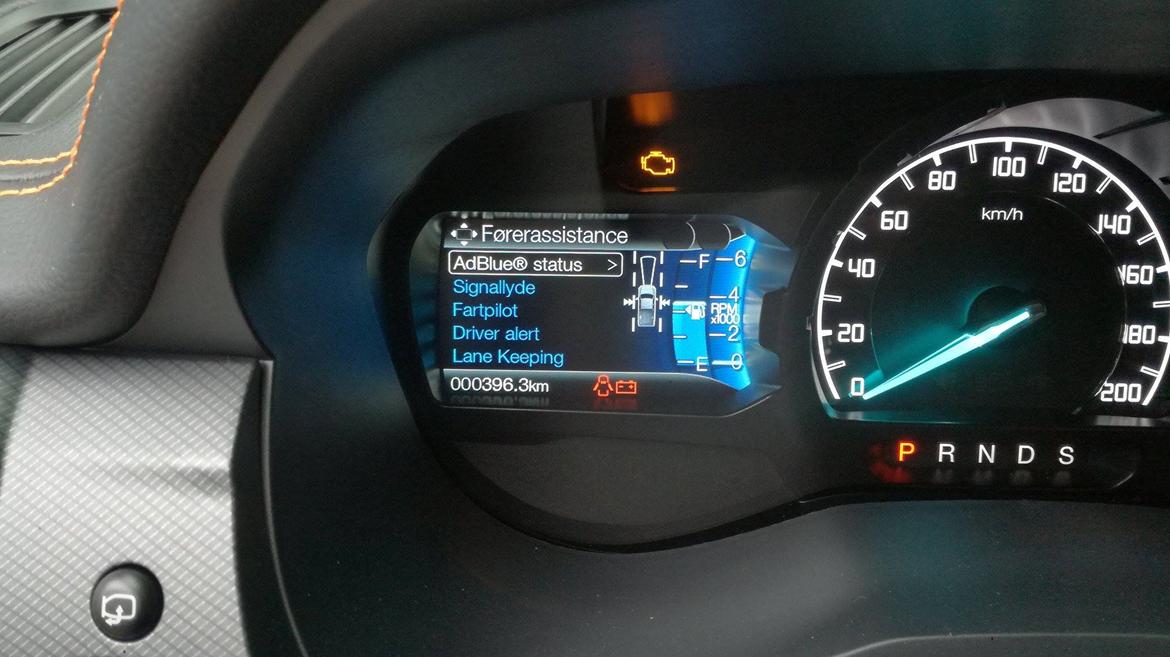 Førerassistance
AdBlue® status >
Signallyde
Fartpilot
Driver alert
Lane Keeping
000396.3km
F
E
6
4
RPM
x1000
2
0
0
20
40
60
80
100
120
140
160
180
200
km/h
P R N D S